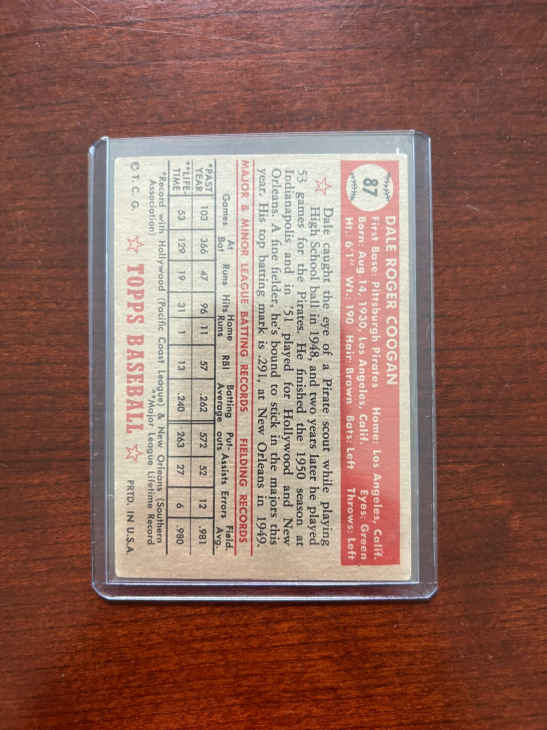 87
DALE ROGER COOGAN
First Base: Pittsburgh Pirates Home: Los Angeles, Calif.
Born: Aug. 14, 1930, Los Angeles, Calif. Eyes: Green
Ht.: 6'1" Wt.: 190 Hair: Brown Bats: Left Throws: Left
Dale caught the eye of a Pirate scout while playing
High School ball in 1948, and two years later he played
53 games for the Pirates. He finished the 1950 season at
Indianapolis and in '51 played for Hollywood and New
Orleans. A fine fielder, he's bound to stick in the majors this
year. His top batting mark is .291, at New Orleans in 1949.
MAJOR & MINOR LEAGUE BATTING RECORDS FIELDING RECORDS
Games At Bat Runs Hits Home Runs RBI Batting Average Put-outs Assists Errors Field. Avg.
*PAST YEAR 103 366 47 96 11 57 .262 572 52 12 .981
**LIFE-TIME 53 129 19 31 1 13 .240 263 27 6 .980
*Record with Hollywood (Pacific Coast League) & New Orleans (Southern
Association) **Major League Lifetime Record
© T. C. G. TOPPS BASEBALL PRTD. IN U.S.A.